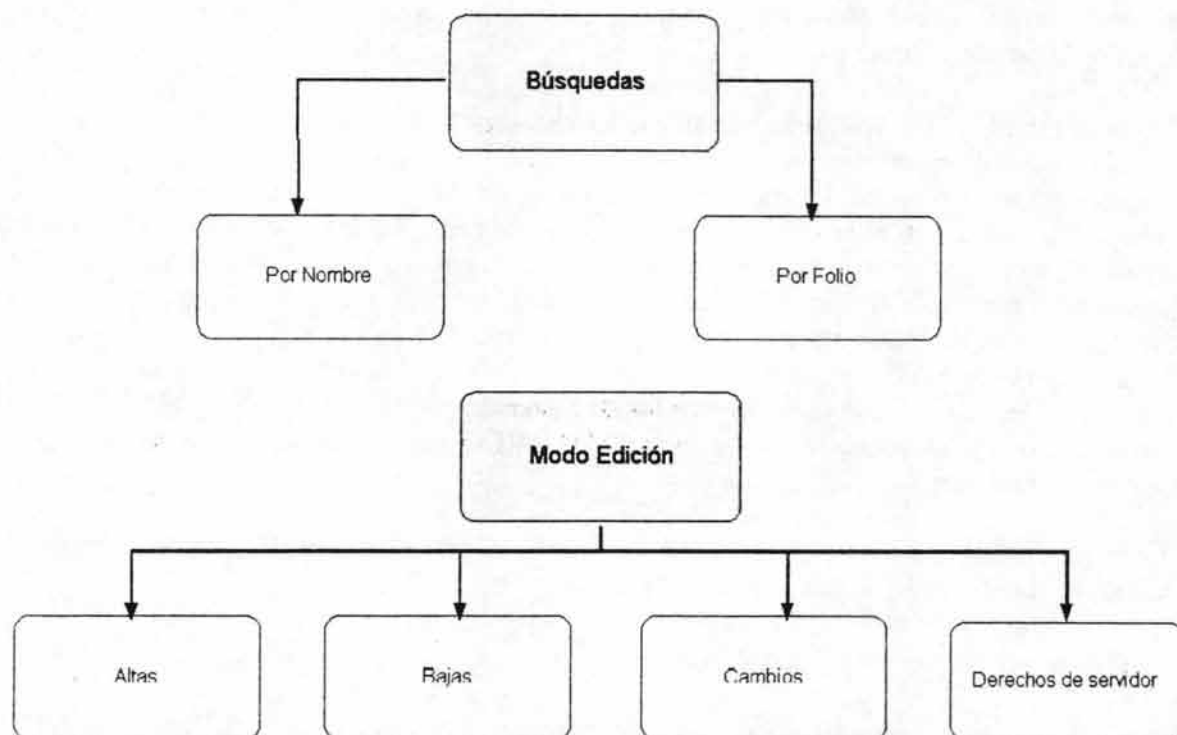 Búsquedas
Por Nombre
Por Folio
Modo Edición
Altas
Bajas
Cambios
Derechos de servidor